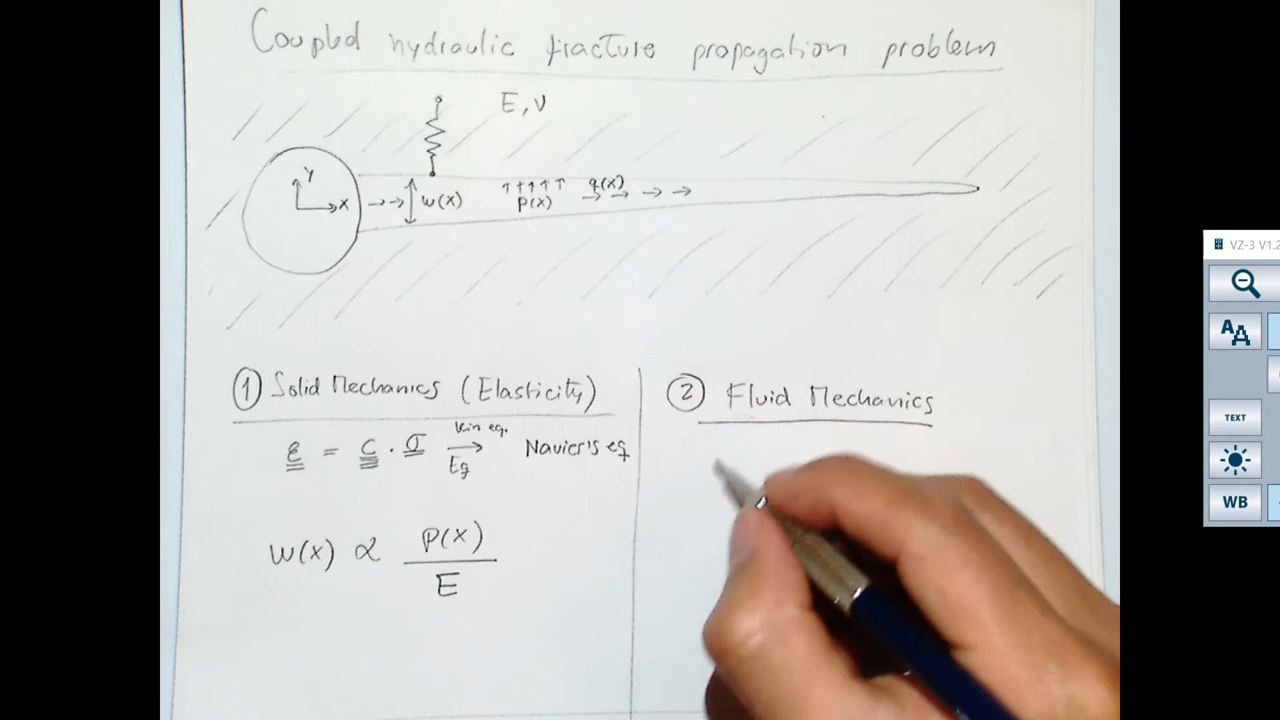 Coupled hydraulic fracture propagation problem
E, ν
Y
X
w(x)
↑ ↑ ↑ ↑ ↑
p(x)
q(x)
→ → → →
① Solid Mechanics (Elasticity)
ε = C · σ
Kin eq.
→
Eq
Navier's eq
w(x) ∝ P(x) / E
② Fluid Mechanics
VZ-3 V1.2
AA
TEXT
WB